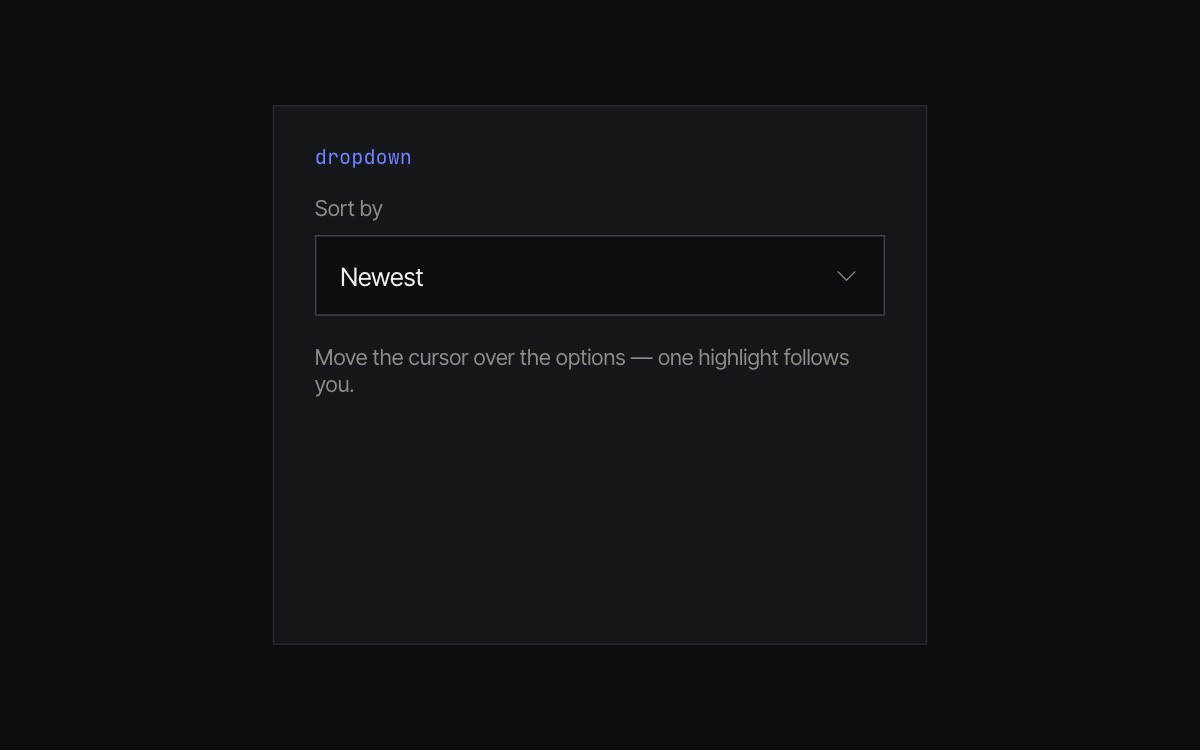 dropdown
Sort by
Newest
Move the cursor over the options — one highlight follows
you.